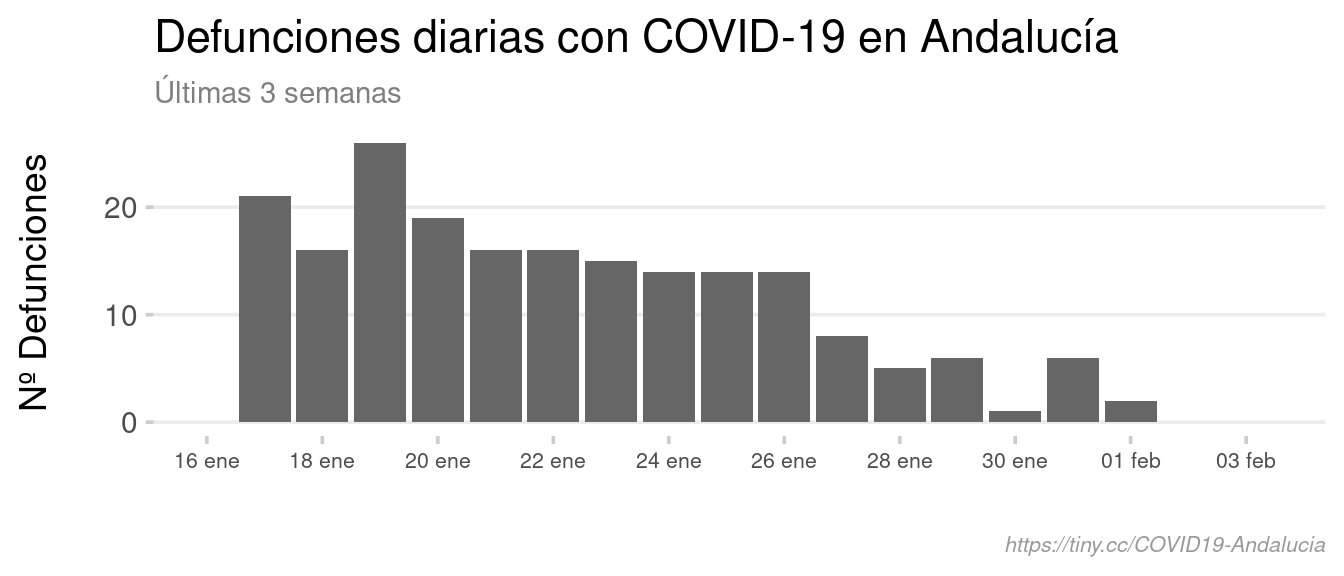 Defunciones diarias con COVID-19 en Andalucía
Últimas 3 semanas
Nº Defunciones
20
10
0
16 ene 18 ene 20 ene 22 ene 24 ene 26 ene 28 ene 30 ene 01 feb 03 feb
https://tiny.cc/COVID19-Andalucia